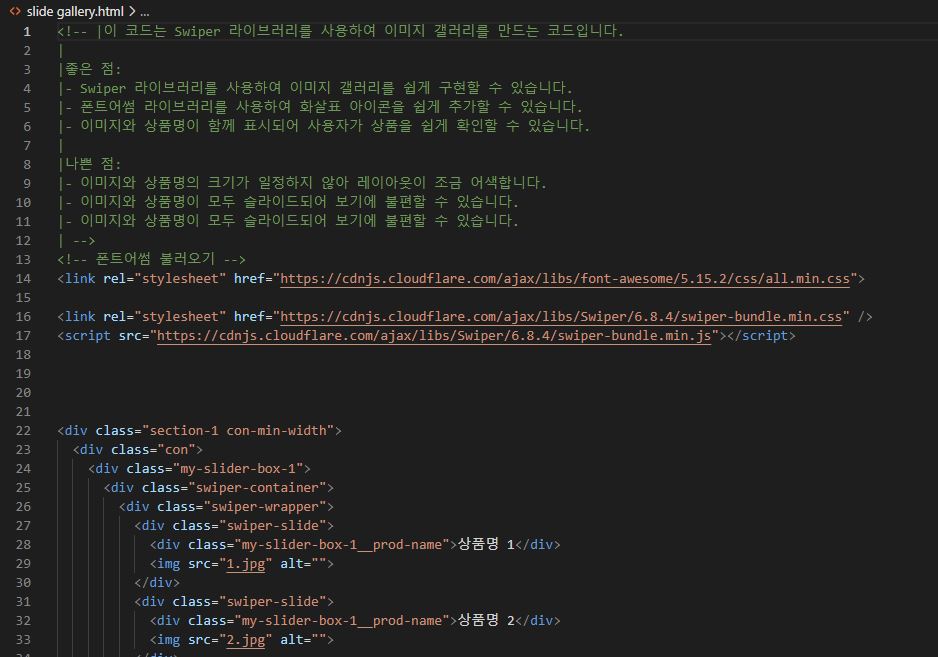 <> slide gallery.html > ...
1 <!-- |이 코드는 Swiper 라이브러리를 사용하여 이미지 갤러리를 만드는 코드입니다.
2 |
3 |좋은 점:
4 |- Swiper 라이브러리를 사용하여 이미지 갤러리를 쉽게 구현할 수 있습니다.
5 |- 폰트어썸 라이브러리를 사용하여 화살표 아이콘을 쉽게 추가할 수 있습니다.
6 |- 이미지와 상품명이 함께 표시되어 사용자가 상품을 쉽게 확인할 수 있습니다.
7 |
8 |나쁜 점:
9 |- 이미지와 상품명의 크기가 일정하지 않아 레이아웃이 조금 어색합니다.
10 |- 이미지와 상품명이 모두 슬라이드되어 보기에 불편할 수 있습니다.
11 |- 이미지와 상품명이 모두 슬라이드되어 보기에 불편할 수 있습니다.
12 | -->
13 <!-- 폰트어썸 불러오기 -->
14 <link rel="stylesheet" href="https://cdnjs.cloudflare.com/ajax/libs/font-awesome/5.15.2/css/all.min.css">
15
16 <link rel="stylesheet" href="https://cdnjs.cloudflare.com/ajax/libs/Swiper/6.8.4/swiper-bundle.min.css" />
17 <script src="https://cdnjs.cloudflare.com/ajax/libs/Swiper/6.8.4/swiper-bundle.min.js"></script>
18
19
20
21
22 <div class="section-1 con-min-width">
23 <div class="con">
24 <div class="my-slider-box-1">
25 <div class="swiper-container">
26 <div class="swiper-wrapper">
27 <div class="swiper-slide">
28 <div class="my-slider-box-1__prod-name">상품명 1</div>
29 <img src="1.jpg" alt="">
30 </div>
31 <div class="swiper-slide">
32 <div class="my-slider-box-1__prod-name">상품명 2</div>
33 <img src="2.jpg" alt="">
34 </div>